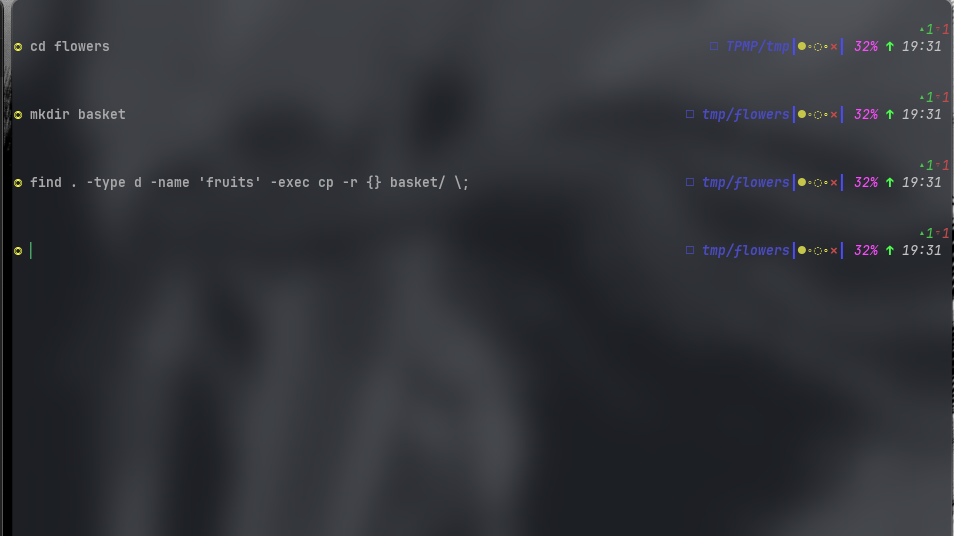 ▴1▿1
cd flowers TPMP/tmp 32% ↑ 19:31
▴1▿1
mkdir basket tmp/flowers 32% ↑ 19:31
▴1▿1
find . -type d -name 'fruits' -exec cp -r {} basket/ \; tmp/flowers 32% ↑ 19:31
▴1▿1
tmp/flowers 32% ↑ 19:31